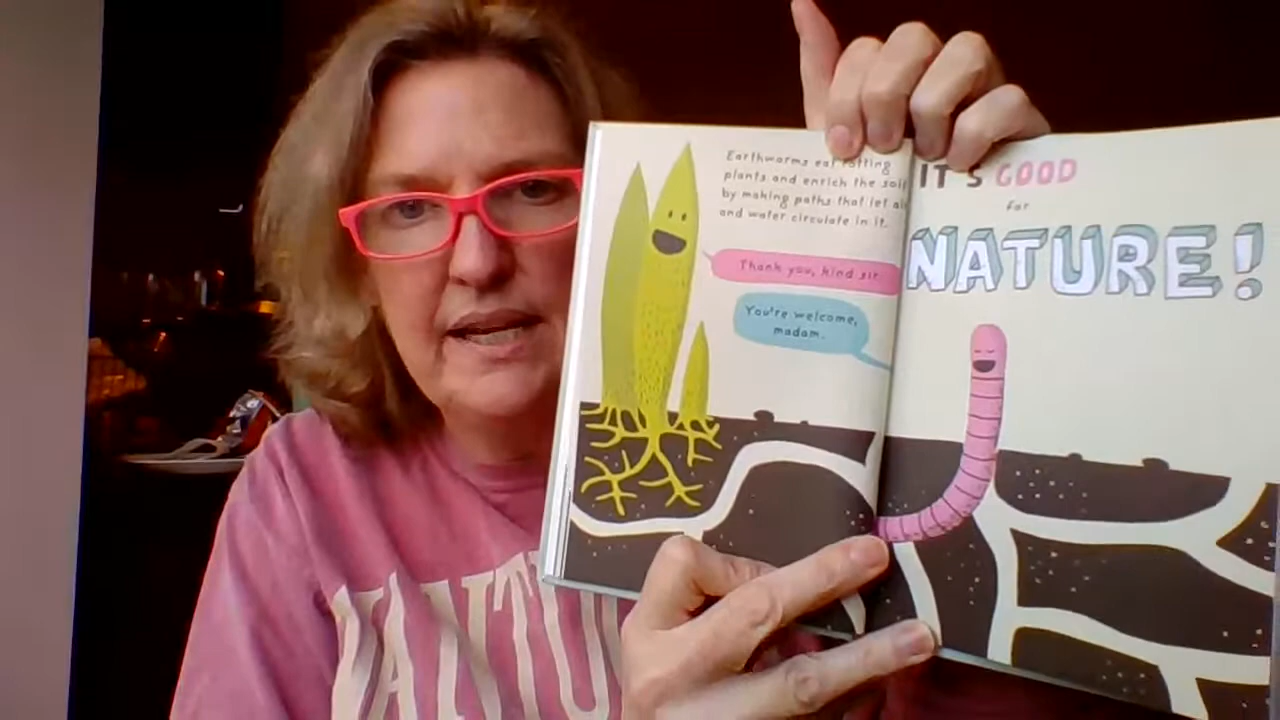 Earthworms eat rotting
plants and enrich the soil
by making paths that let air
and water circulate in it.
Thank you, kind sir.
You're welcome,
madam.
IT'S GOOD
for
NATURE!
NANTU